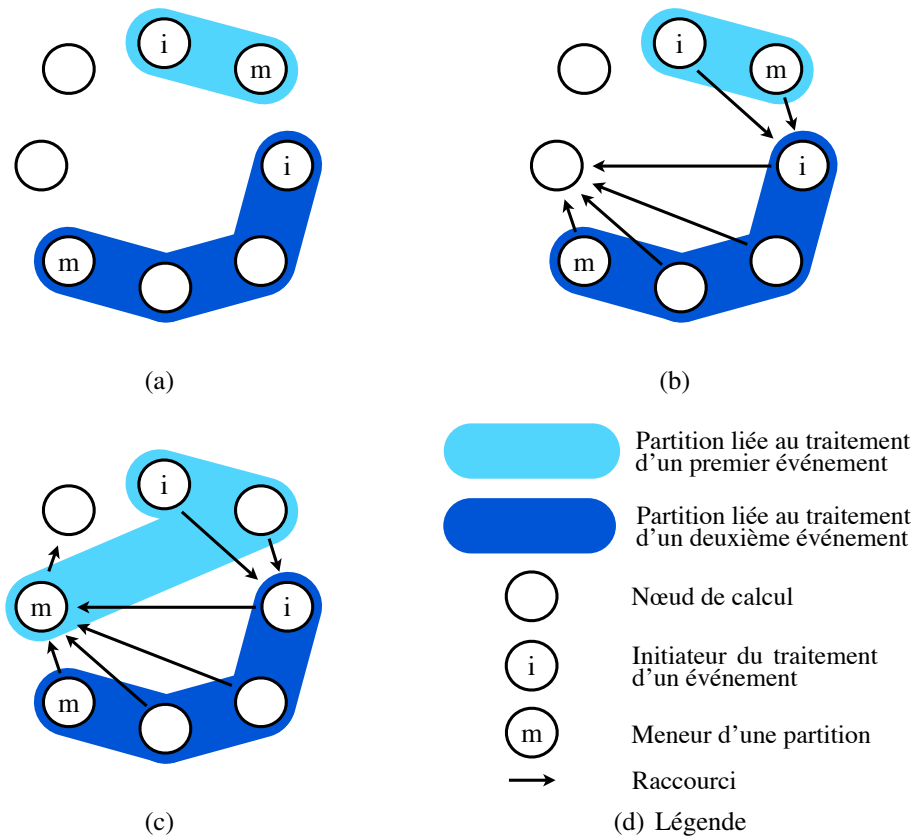 i
m
i
m
(a)
i
m
i
m
(b)
i
m
i
m
(c)
Partition liée au traitement
d'un premier événement
Partition liée au traitement
d'un deuxième événement
Nœud de calcul
i
Initiateur du traitement
d'un événement
m
Meneur d'une partition
Raccourci
(d) Légende